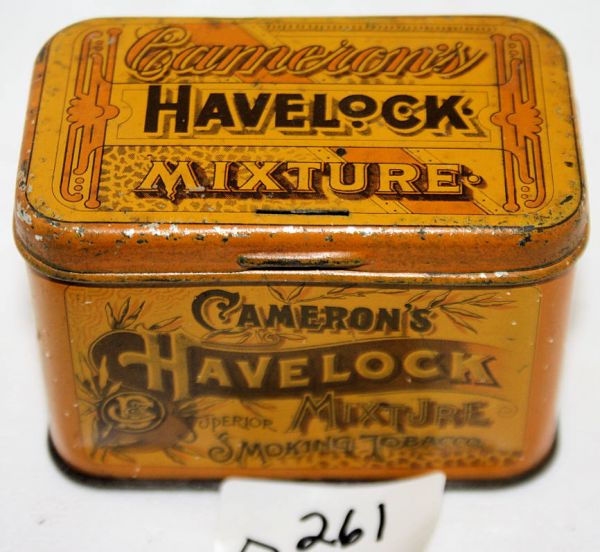 Cameron's
HAVELOCK
MIXTURE
CAMERON'S
HAVELOCK
SUPERIOR MIXTURE
SMOKING TOBACCO
261